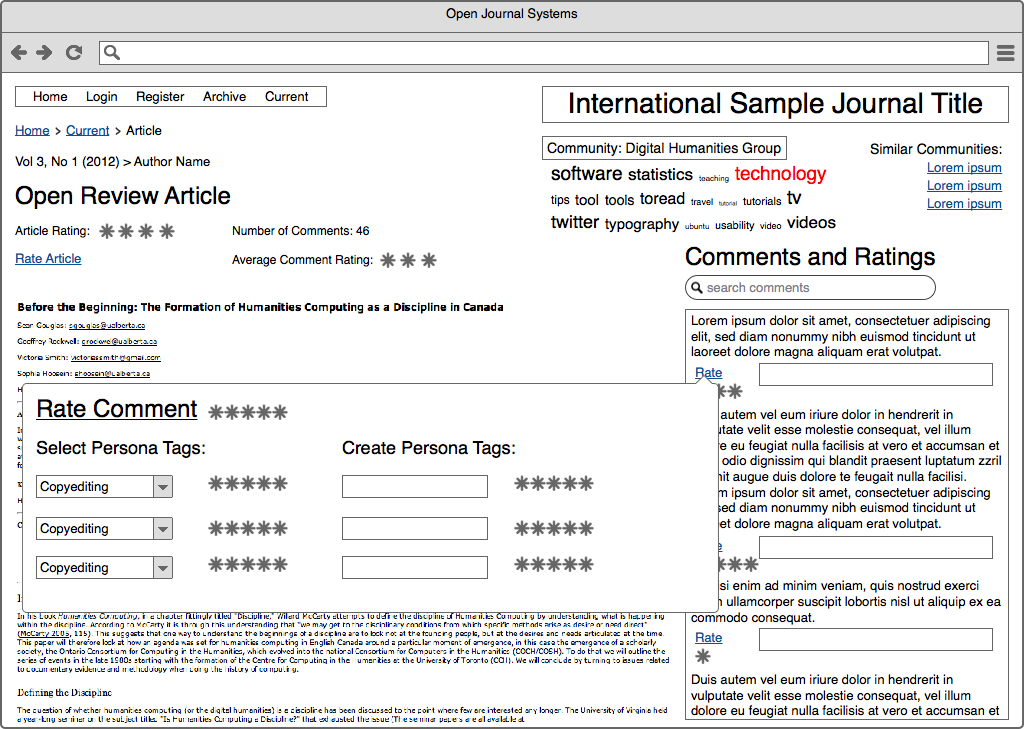 Open Journal Systems
Home Login Register Archive Current
International Sample Journal Title
Home > Current > Article
Vol 3, No 1 (2012) > Author Name
Open Review Article
Article Rating:
Number of Comments: 46
Rate Article
Average Comment Rating:
Community: Digital Humanities Group
software statistics teaching technology
tips tool tools toread travel tutorial tutorials tv
twitter typography ubuntu usability video videos
Similar Communities:
Lorem ipsum
Lorem ipsum
Lorem ipsum
Before the Beginning: The Formation of Humanities Computing as a Discipline in Canada
Sean Gouglas: sgouglas@ualberta.ca
Geoffrey Rockwell: grockwel@ualberta.ca
Victoria Smith: victoriassmith@gmail.com
Sophia Hoosein: shoosein@ualberta.ca
Rate Comment
Select Persona Tags:
Create Persona Tags:
Copyediting
Copyediting
Copyediting
In his book Humanities Computing, in a chapter fittingly titled "Discipline," Willard McCarty attempts to define the discipline of Humanities Computing by understanding what is happening
within the discipline. According to McCarty it is through this understanding that "we may get to the disciplinary conditions from which specific methods arise as desire or need direct"
(McCarty 2005, 115). This suggests that one way to understand the beginnings of a discipline are to look not at the founding people, but at the desires and needs articulated at the time.
This paper will therefore look at how an agenda was set for humanities computing in English Canada around a particular moment of emergence, in this case the emergence of a scholarly
society, the Ontario Consortium for Computing in the Humanities, which evolved into the national Consortium for Computers in the Humanities (COCH/COSH). To do that we will outline the
series of events in the late 1980s starting with the formation of the Centre for Computing in the Humanities at the University of Toronto (CCH). We will conclude by turning to issues related
to documentary evidence and methodology when doing the history of computing.
Defining the Discipline
The question of whether humanities computing (or the digital humanities) is a discipline has been discussed to the point where few are interested any longer. The University of Virginia held
a year-long seminar on the subject titled "Is Humanities Computing a Discipline?" that exhausted the issue (The seminar papers are all available at
Comments and Ratings
search comments
Lorem ipsum dolor sit amet, consectetuer adipiscing
elit, sed diam nonummy nibh euismod tincidunt ut
laoreet dolore magna aliquam erat volutpat.
Rate
autem vel eum iriure dolor in hendrerit in
utate velit esse molestie consequat, vel illum
re eu feugiat nulla facilisis at vero et accumsan et
odio dignissim qui blandit praesent luptatum zzril
nit augue duis dolore te feugait nulla facilisi.
m ipsum dolor sit amet, consectetuer adipiscing
sed diam nonummy nibh euismod tincidunt ut
et dolore magna aliquam erat volutpat.
si enim ad minim veniam, quis nostrud exerci
ullamcorper suscipit lobortis nisl ut aliquip ex ea
commodo consequat.
Rate
Duis autem vel eum iriure dolor in hendrerit in
vulputate velit esse molestie consequat, vel illum
dolore eu feugiat nulla facilisis at vero et accumsan et